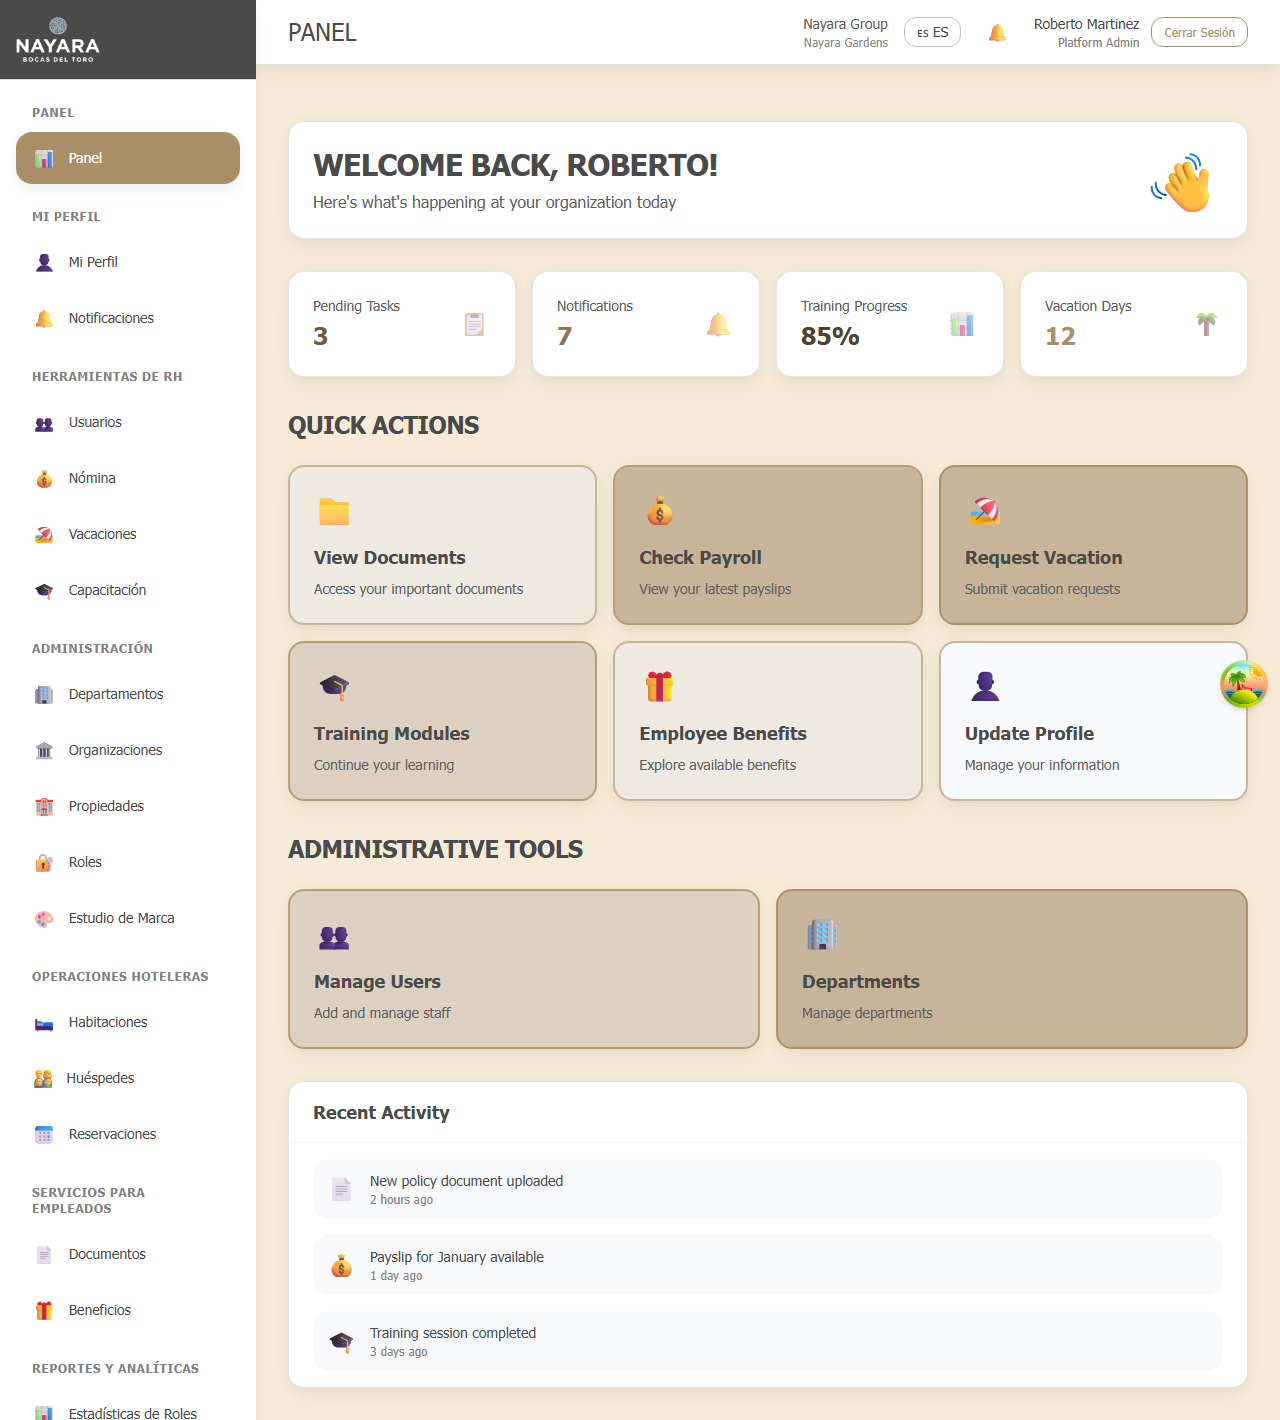 NAYARA
BOCAS DEL TORO
PANEL
Panel
MI PERFIL
Mi Perfil
Notificaciones
HERRAMIENTAS DE RH
Usuarios
Nómina
Vacaciones
Capacitación
ADMINISTRACIÓN
Departamentos
Organizaciones
Propiedades
Roles
Estudio de Marca
OPERACIONES HOTELERAS
Habitaciones
Huéspedes
Reservaciones
SERVICIOS PARA
EMPLEADOS
Documentos
Beneficios
REPORTES Y ANALÍTICAS
Estadísticas de Roles
PANEL
Nayara Group
Nayara Gardens
ES ES
Roberto Martinez
Platform Admin
Cerrar Sesión
WELCOME BACK, ROBERTO!
Here's what's happening at your organization today
Pending Tasks
3
Notifications
7
Training Progress
85%
Vacation Days
12
QUICK ACTIONS
View Documents
Access your important documents
Check Payroll
View your latest payslips
Request Vacation
Submit vacation requests
Training Modules
Continue your learning
Employee Benefits
Explore available benefits
Update Profile
Manage your information
ADMINISTRATIVE TOOLS
Manage Users
Add and manage staff
Departments
Manage departments
Recent Activity
New policy document uploaded
2 hours ago
Payslip for January available
1 day ago
Training session completed
3 days ago